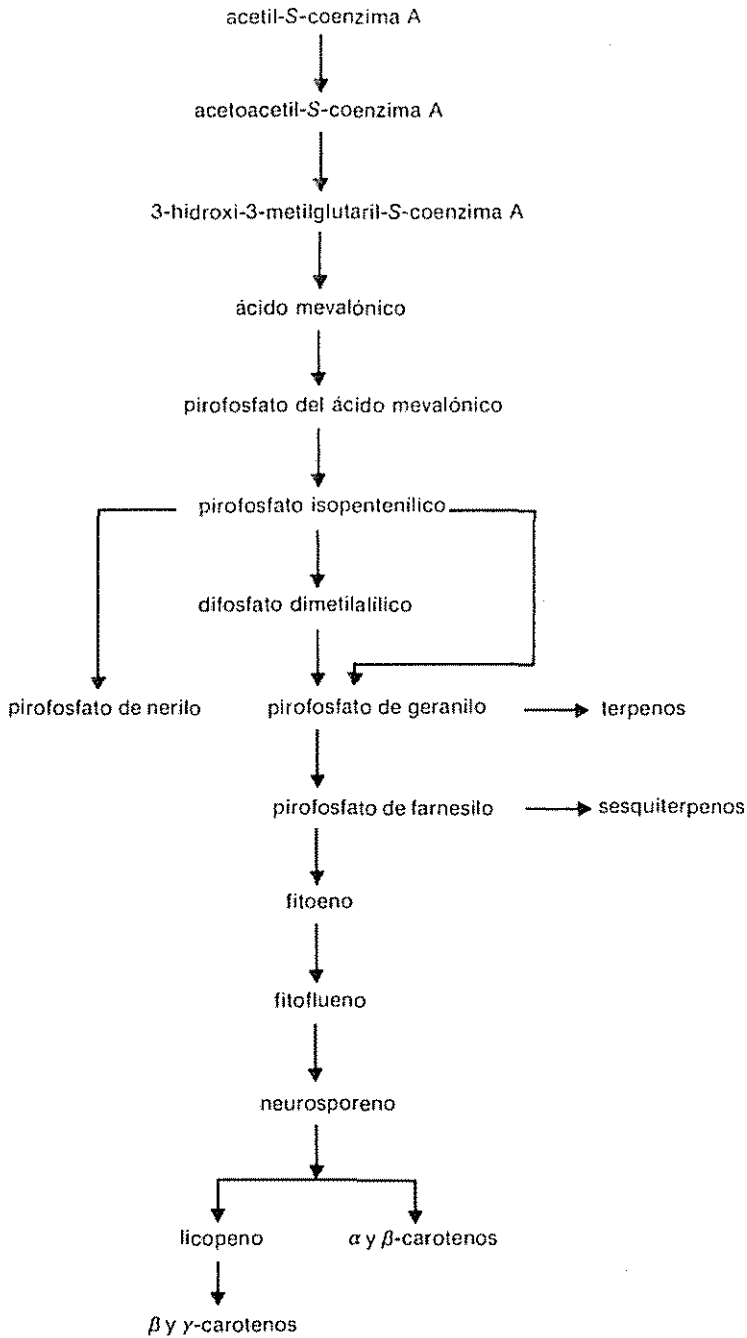 acetil-S-coenzima A
acetoacetil-S-coenzima A
3-hidroxi-3-metilglutaril-S-coenzima A
ácido mevalónico
pirofosfato del ácido mevalónico
pirofosfato isopentenílico
difosfato dimetilalílico
pirofosfato de nerilo pirofosfato de geranilo terpenos
pirofosfato de farnesilo sesquiterpenos
fitoeno
fitoflueno
neurosporeno
licopeno α y β-carotenos
β y γ-carotenos